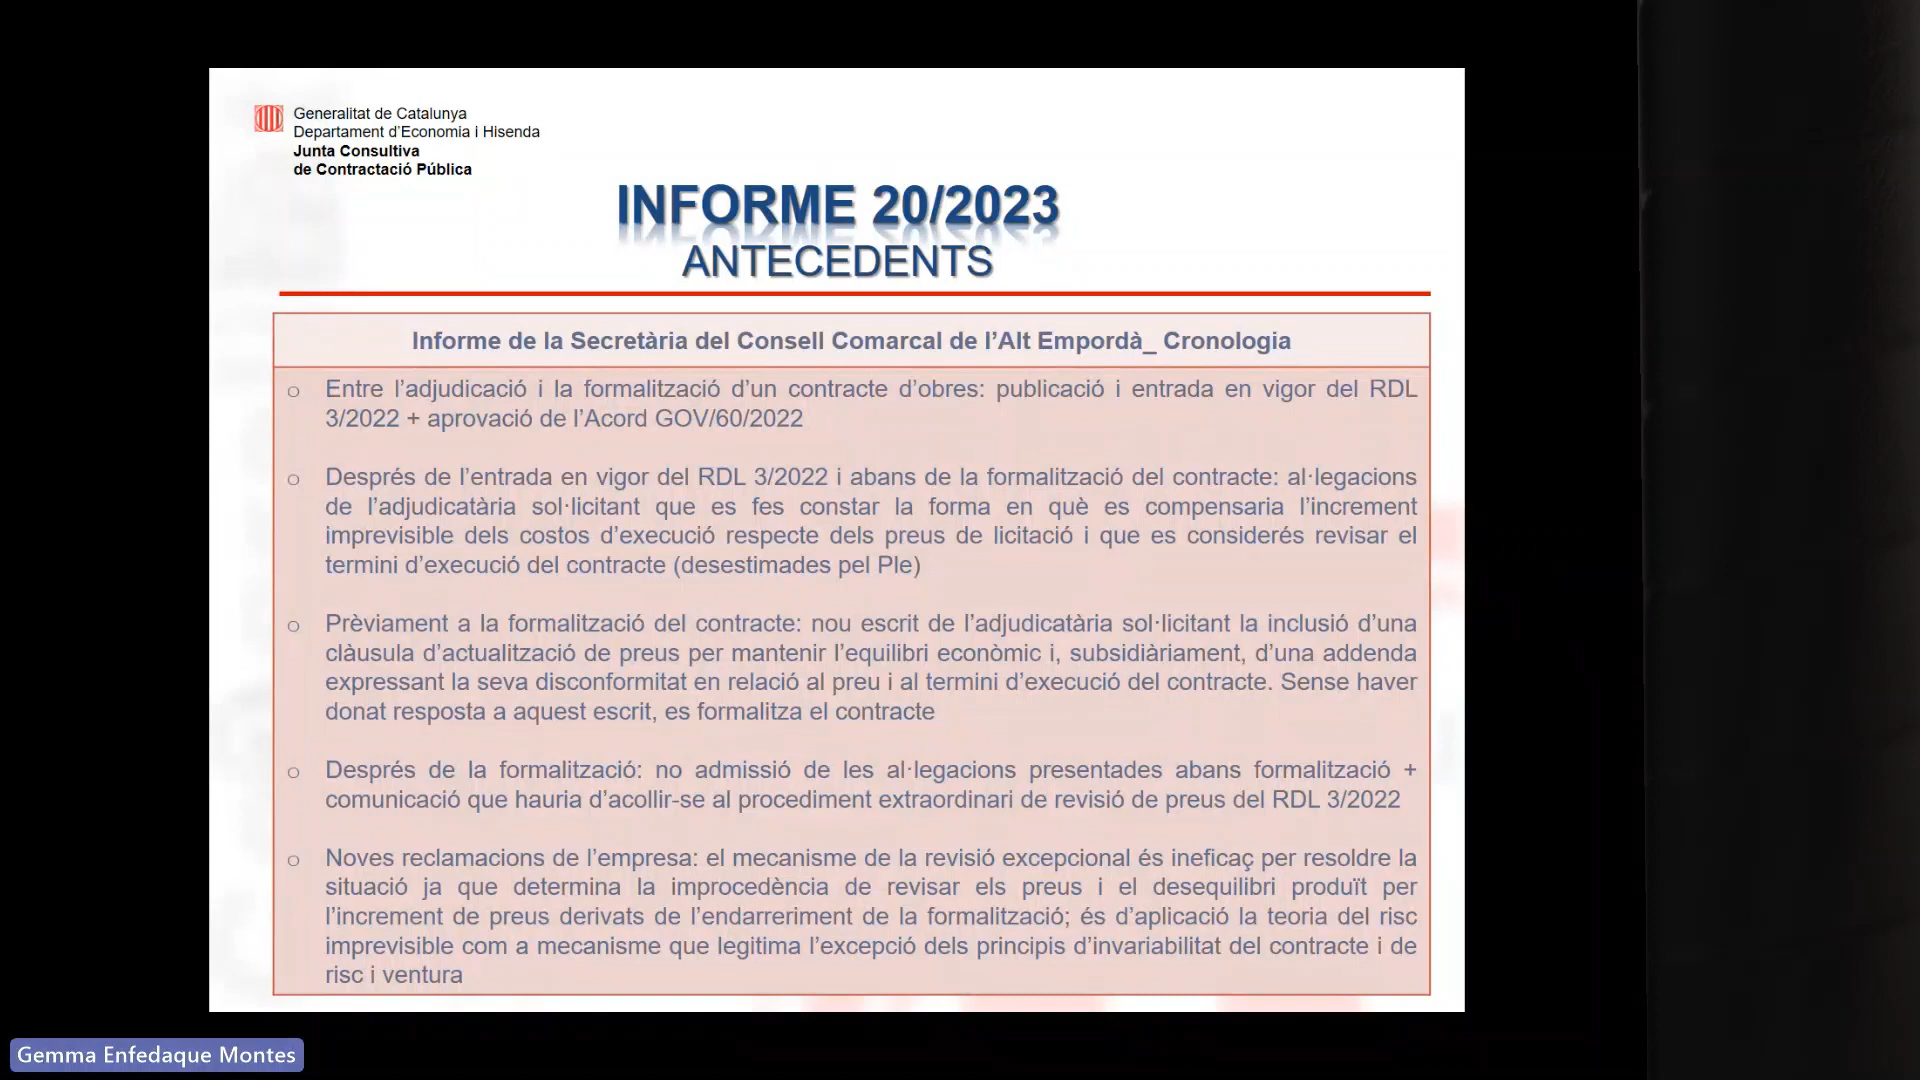 Generalitat de Catalunya
Departament d’Economia i Hisenda
Junta Consultiva
de Contractació Pública
INFORME 20/2023
ANTECEDENTS
Informe de la Secretària del Consell Comarcal de l’Alt Empordà_ Cronologia
o Entre l’adjudicació i la formalització d’un contracte d’obres: publicació i entrada en vigor del RDL
3/2022 + aprovació de l’Acord GOV/60/2022
o Després de l’entrada en vigor del RDL 3/2022 i abans de la formalització del contracte: al·legacions
de l’adjudicatària sol·licitant que es fes constar la forma en què es compensaria l’increment
imprevisible dels costos d’execució respecte dels preus de licitació i que es considerés revisar el
termini d’execució del contracte (desestimades pel Ple)
o Prèviament a la formalització del contracte: nou escrit de l’adjudicatària sol·licitant la inclusió d’una
clàusula d’actualització de preus per mantenir l’equilibri econòmic i, subsidiàriament, d’una addenda
expressant la seva disconformitat en relació al preu i al termini d’execució del contracte. Sense haver
donat resposta a aquest escrit, es formalitza el contracte
o Després de la formalització: no admissió de les al·legacions presentades abans formalització +
comunicació que hauria d’acollir-se al procediment extraordinari de revisió de preus del RDL 3/2022
o Noves reclamacions de l’empresa: el mecanisme de la revisió excepcional és ineficaç per resoldre la
situació ja que determina la improcedència de revisar els preus i el desequilibri produït per
l’increment de preus derivats de l’endarreriment de la formalització; és d’aplicació la teoria del risc
imprevisible com a mecanisme que legitima l’excepció dels principis d’invariabilitat del contracte i de
risc i ventura
Gemma Enfedaque Montes